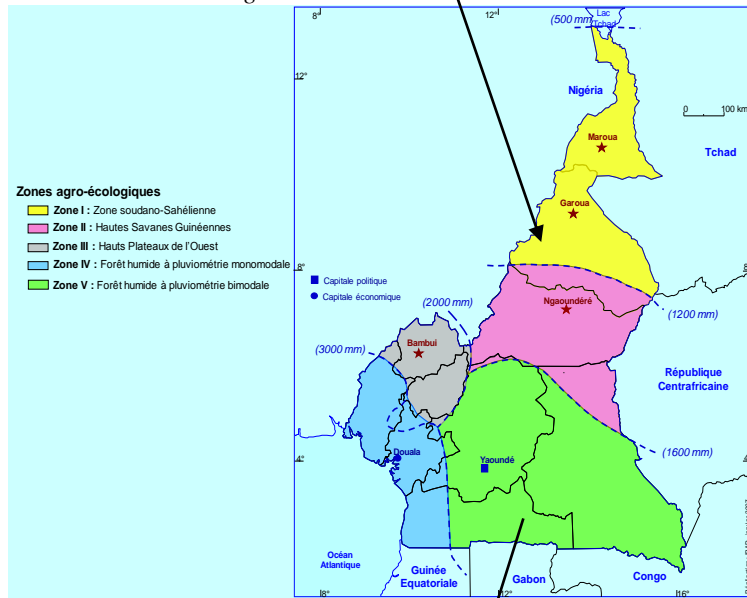 8°
12°
Lac
Tchad
(500 mm)
12°
Nigéria
0 100 km
Maroua
Tchad
Zones agro-écologiques
Zone I : Zone soudano-Sahélienne
Zone II : Hautes Savanes Guinéennes
Zone III : Hauts Plateaux de l'Ouest
Zone IV : Forêt humide à pluviométrie monomodale
Zone V : Forêt humide à pluviométrie bimodale
Garoua
8°
Capitale politique
Capitale économique
(2000 mm)
Ngaoundéré
(1200 mm)
(3000 mm)
Bambui
République
Centrafricaine
(1600 mm)
4°
Douala
Yaoundé
Océan
Atlantique
Guinée
Equatoriale
Gabon
Congo
8°
12°
16°